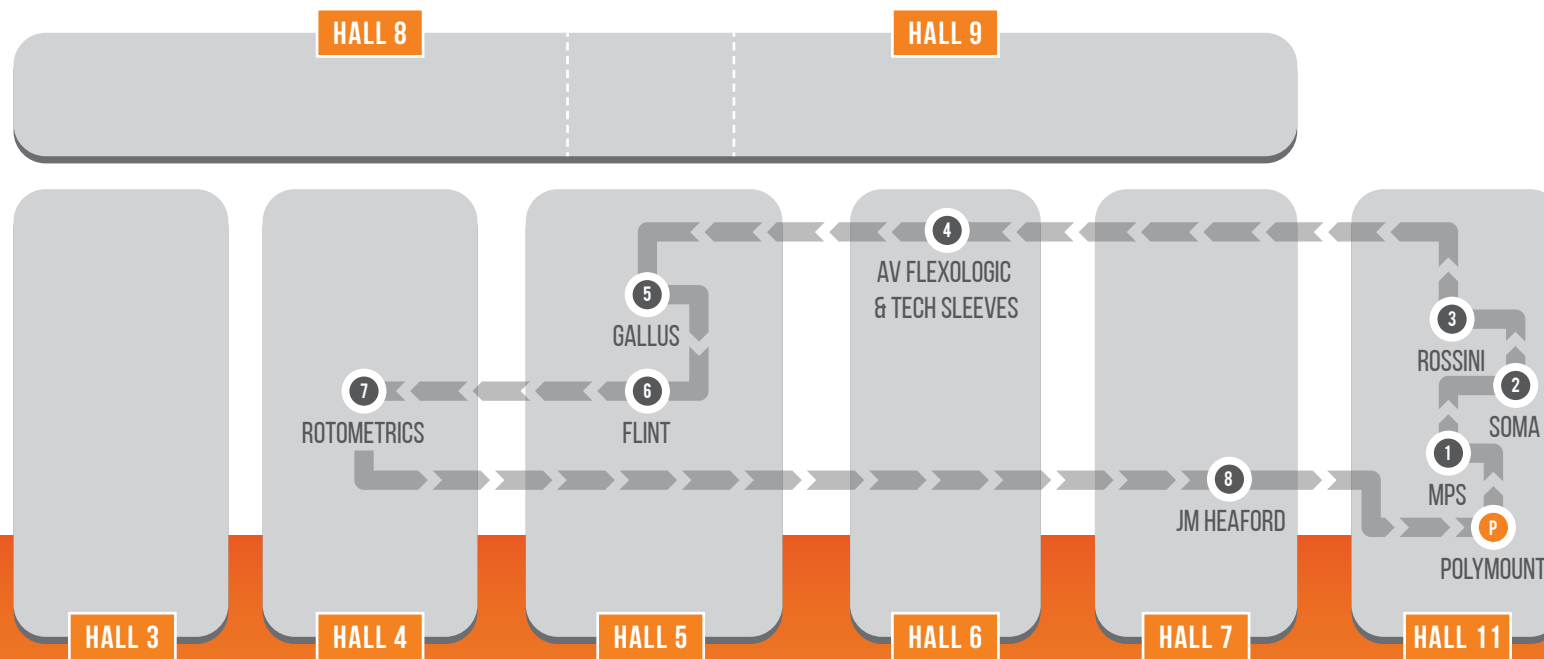 HALL 8
HALL 9
4
AV FLEXOLOGIC
& TECH SLEEVES
5
GALLUS
3
ROSSINI
7
ROTOMETRICS
6
FLINT
2
SOMA
1
MPS
8
JM HEAFORD
P
POLYMOUNT
HALL 3
HALL 4
HALL 5
HALL 6
HALL 7
HALL 11